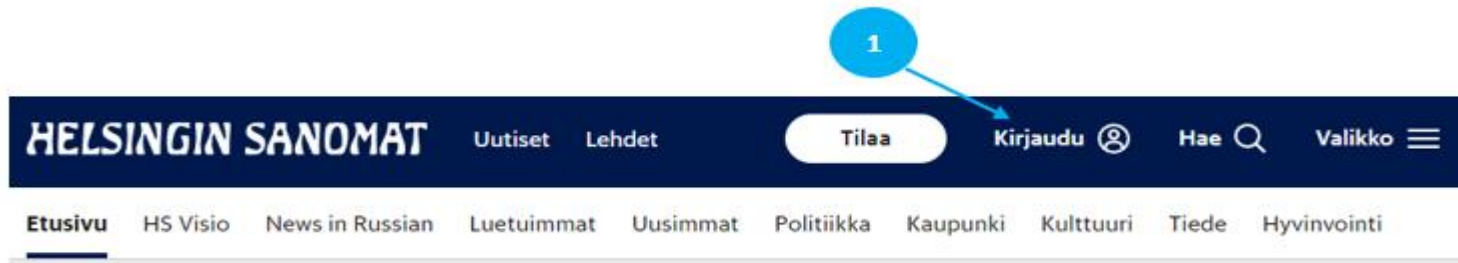 1
HELSINGIN SANOMAT Uutiset Lehdet Tilaa Kirjaudu Hae Valikko
Etusivu HS Visio News in Russian Luetuimmat Uusimmat Politiikka Kaupunki Kulttuuri Tiede Hyvinvointi